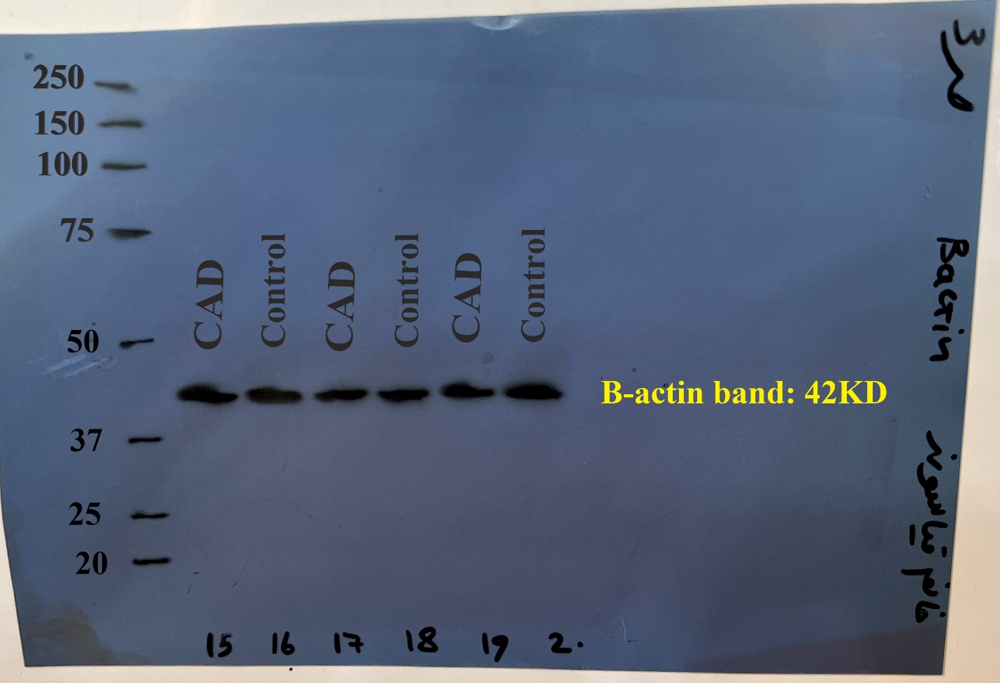 250
150
100
75
50
37
25
20
CAD
Control
CAD
Control
CAD
Control
B-actin band: 42KD
15 16 17 18 19 2.
Bactin
خانم